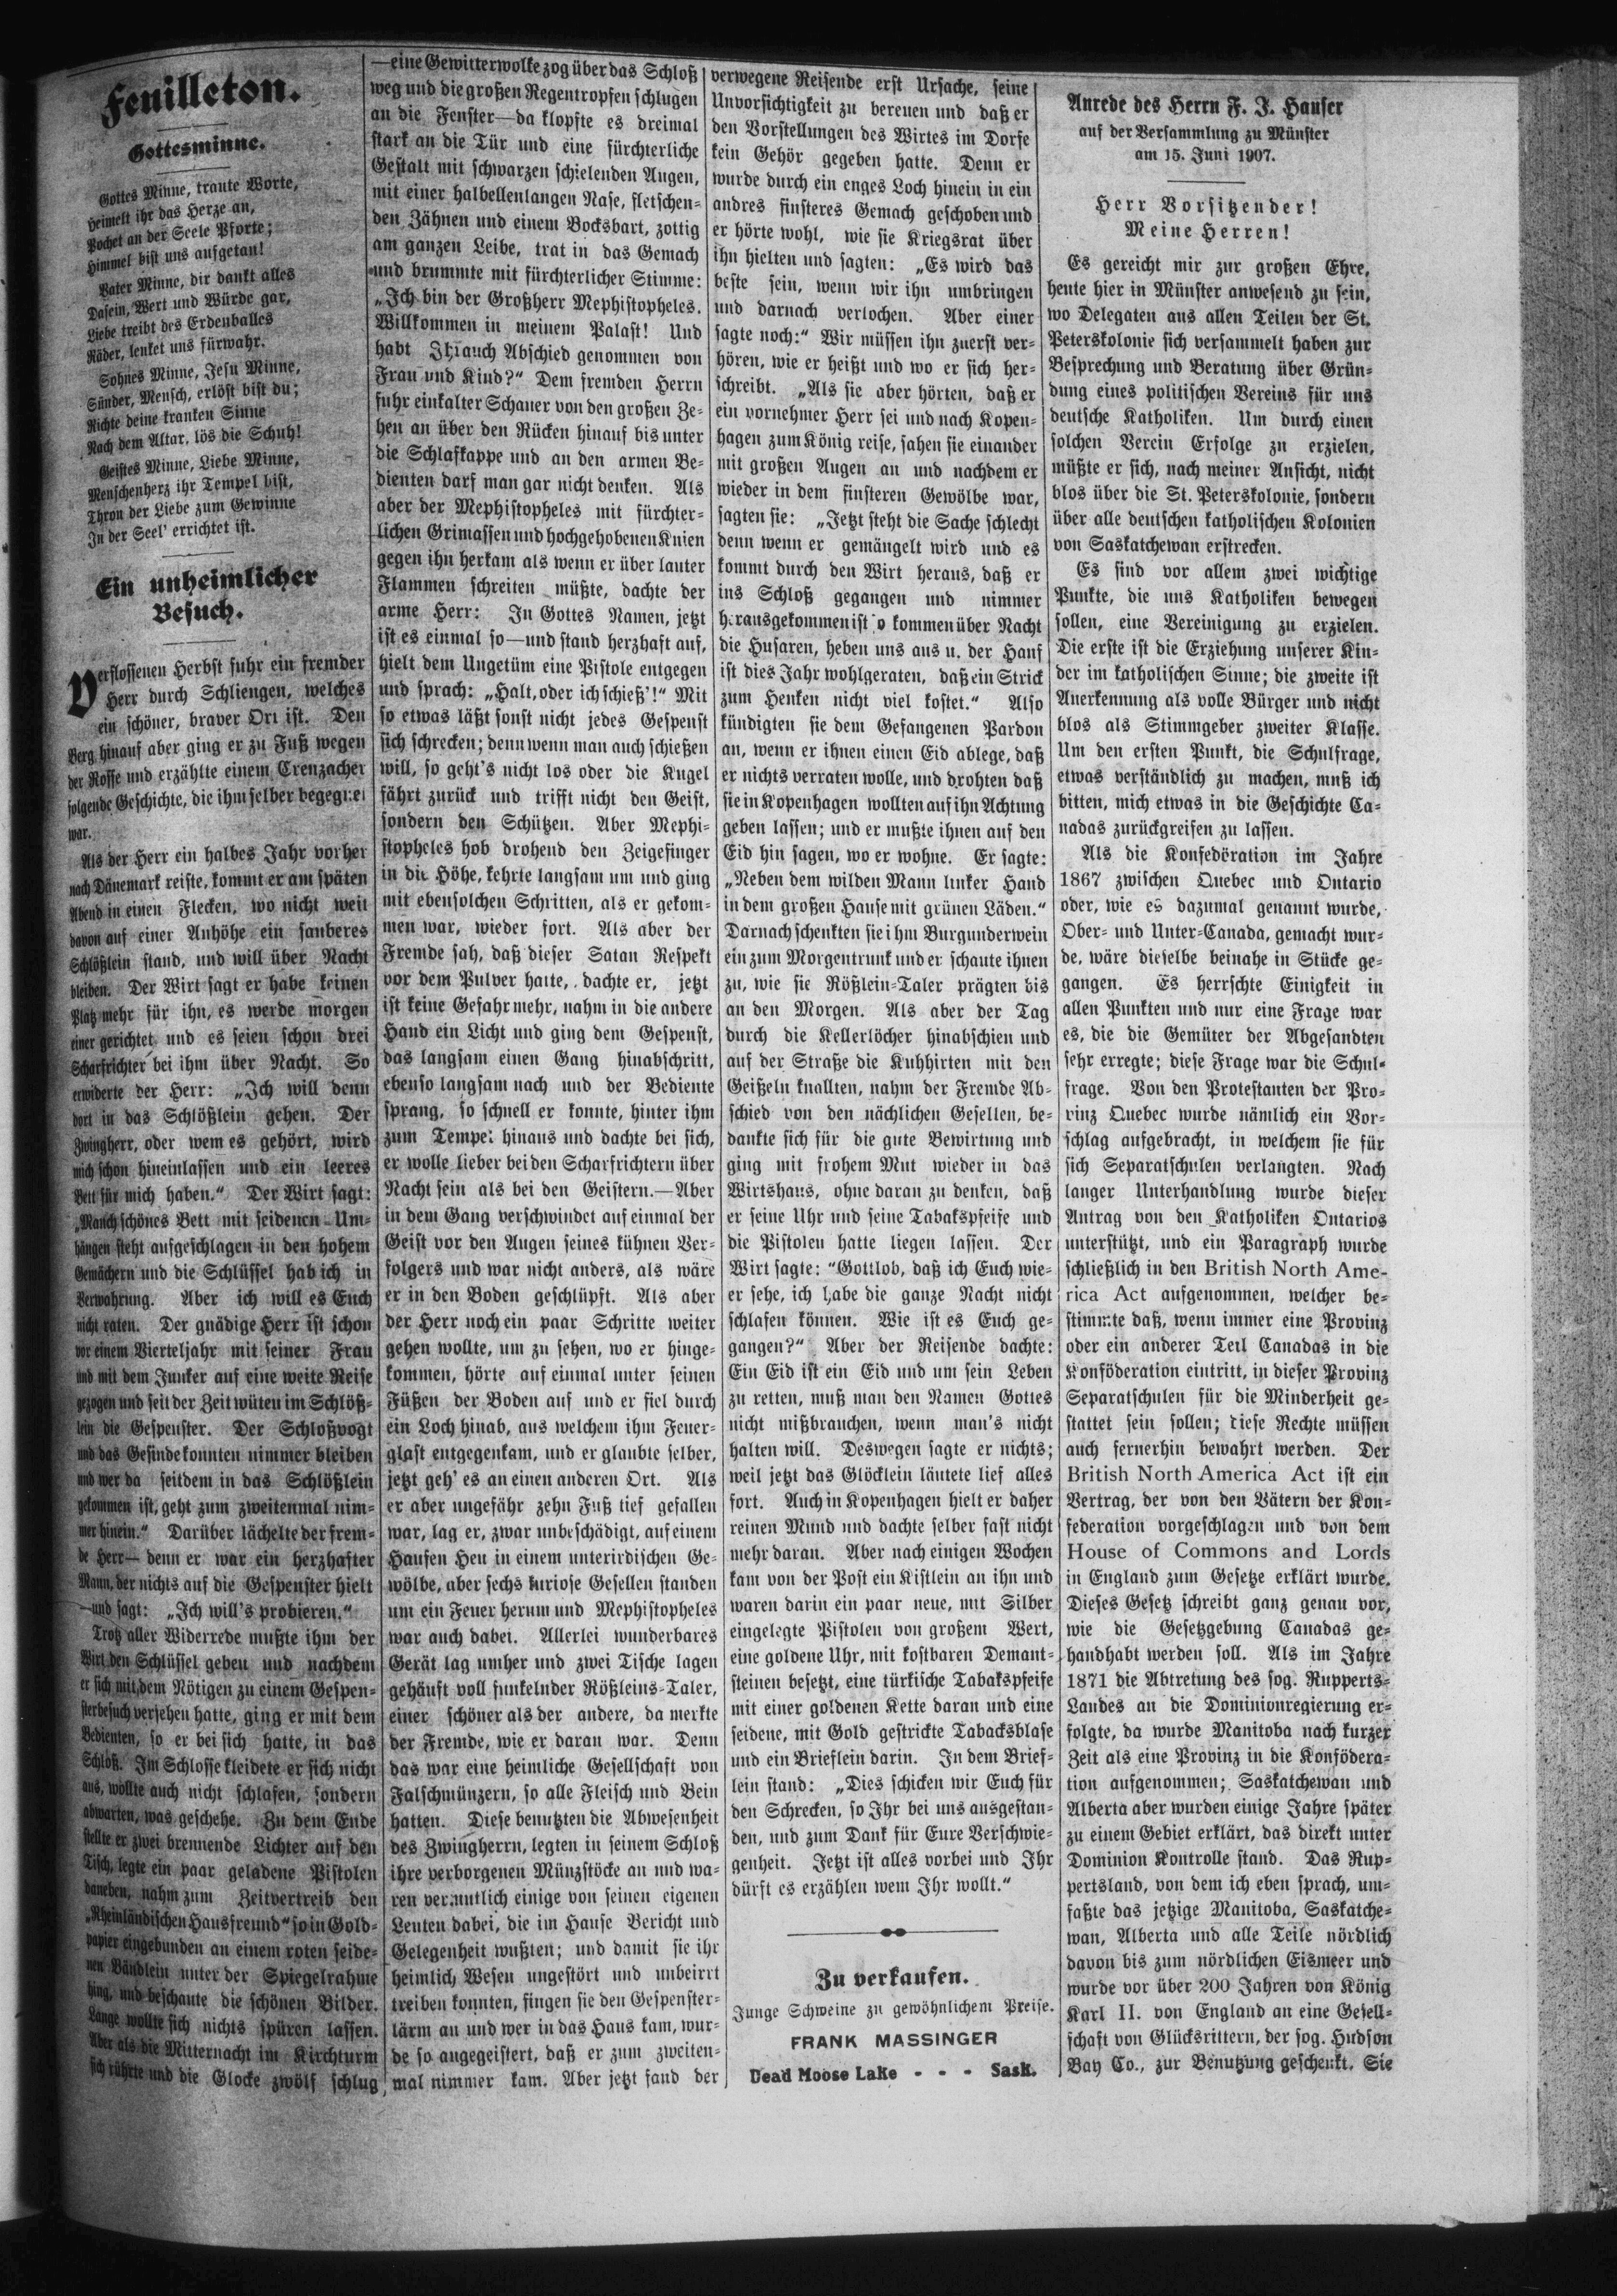 Feuilleton.
Gottesminne.
Gottes Minne, traute Worte,
Heimelt ihr das Herze an,
Pochet an der Seele Pforte;
Himmel bist uns aufgetan!
Vater Minne, dir dankt alles
Dasein, Wert und Würde gar,
Liebe treibt des Erdenballes
Räder, lenket uns fürwahr.
Sohnes Minne, Jesu Minne,
Sünder, Mensch, erlöst bist du;
Richte deine kranken Sinne
Nach dem Altar, lös die Schuh!
Geistes Minne, Liebe Minne,
Menschenherz ihr Tempel bist,
Thron der Liebe zum Gewinne
In der Seel' errichtet ist.
Ein unheimlicher
Besuch.
Verflossenen Herbst fuhr ein fremder
Herr durch Schliengen, welches
ein schöner, braver Ort ist. Den
Berg hinauf aber ging er zu Fuß wegen
der Rosse und erzählte einem Crenzacher
folgende Geschichte, die ihm selber begegnet
war.
Als der Herr ein halbes Jahr vorher
nach Dänemark reiste, kommt er am späten
Abend in einen Flecken, wo nicht weit
davon auf einer Anhöhe ein sauberes
Schlößlein stand, und will über Nacht
bleiben. Der Wirt sagt er habe keinen
Platz mehr für ihn, es werde morgen
einer gerichtet und es seien schon drei
Scharfrichter bei ihm über Nacht. So
erwiderte der Herr: „Ich will denn
dort in das Schlößlein gehen. Der
Zwingherr, oder wem es gehört, wird
mich schon hineinlassen und ein leeres
Bett für mich haben.“ Der Wirt sagt:
„Manch schönes Bett mit seidenen Um-
hängen steht aufgeschlagen in den hohem
Gemächern und die Schlüssel hab ich in
Verwahrung. Aber ich will es Euch
nicht raten. Der gnädige Herr ist schon
vor einem Vierteljahr mit seiner Frau
und mit dem Junker auf eine weite Reise
gezogen und seit der Zeit wüten im Schlöß-
lein die Gespenster. Der Schloßvogt
und das Gesinde konnten nimmer bleiben
und wer da seitdem in das Schlößlein
gekommen ist, geht zum zweitenmal nim-
mer hinein.“ Darüber lächelte der frem-
de Herr— denn er war ein herzhafter
Mann, der nichts auf die Gespenster hielt
—und sagt: „Ich will's probieren.“
Trotz aller Widerrede mußte ihm der
Wirt den Schlüssel geben und nachdem
er sich mit dem Nötigen zu einem Gespen-
sterbesuch versehen hatte, ging er mit dem
Bedienten, so er bei sich hatte, in das
Schloß. Im Schlosse kleidete er sich nicht
aus, wollte auch nicht schlafen, sondern
abwarten, was geschehe. Zu dem Ende
stellte er zwei brennende Lichter auf den
Tisch, legte ein paar geladene Pistolen
daneben, nahm zum Zeitvertreib den
„Rheinländischen Hausfreund“ so in Gold-
papier eingebunden an einem roten seide-
nen Bändlein unter der Spiegelrahme
hing, und beschaute die schönen Bilder.
Lange wollte sich nichts spüren lassen.
Aber als die Mitternacht im Kirchturm
sich rührte und die Glocke zwölf schlug
—eine Gewitterwolke zog über das Schloß
weg und die großen Regentropfen schlugen
an die Fenster—da klopfte es dreimal
stark an die Tür und eine fürchterliche
Gestalt mit schwarzen schielenden Augen,
mit einer halbellenlangen Nase, fletschen-
den Zähnen und einem Bocksbart, zottig
am ganzen Leibe, trat in das Gemach
und brummte mit fürchterlicher Stimme:
„Ich bin der Großherr Mephistopheles.
Willkommen in meinem Palast! Und
habt Ihr auch Abschied genommen von
Frau und Kind?“ Dem fremden Herrn
fuhr ein kalter Schauer von den großen Ze-
hen an über den Rücken hinauf bis unter
die Schlafkappe und an den armen Be-
dienten darf man gar nicht denken. Als
aber der Mephistopheles mit fürchter-
lichen Grimassen und hochgehobenen Knien
gegen ihn herkam als wenn er über lauter
Flammen schreiten müßte, dachte der
arme Herr: In Gottes Namen, jetzt
ist es einmal so—und stand herzhaft auf,
hielt dem Ungetüm eine Pistole entgegen
und sprach: „Halt, oder ich schieß'!“ Mit
so etwas läßt sonst nicht jedes Gespenst
sich schrecken; denn wenn man auch schießen
will, so geht's nicht los oder die Kugel
fährt zurück und trifft nicht den Geist,
sondern den Schützen. Aber Mephi-
stopheles hob drohend den Zeigefinger
in die Höhe, kehrte langsam um und ging
mit ebensolchen Schritten, als er gekom-
men war, wieder fort. Als aber der
Fremde sah, daß dieser Satan Respekt
vor dem Pulver hatte, dachte er, jetzt
ist keine Gefahr mehr, nahm in die andere
Hand ein Licht und ging dem Gespenst,
das langsam einen Gang hinabschritt,
ebenso langsam nach und der Bediente
sprang, so schnell er konnte, hinter ihm
zum Tempel hinaus und dachte bei sich,
er wolle lieber bei den Scharfrichtern über
Nacht sein als bei den Geistern.—Aber
in dem Gang verschwindet auf einmal der
Geist vor den Augen seines kühnen Ver-
folgers und war nicht anders, als wäre
er in den Boden geschlüpft. Als aber
der Herr noch ein paar Schritte weiter
gehen wollte, um zu sehen, wo er hinge-
kommen, hörte auf einmal unter seinen
Füßen der Boden auf und er fiel durch
ein Loch hinab, aus welchem ihm Feuer-
glast entgegenkam, und er glaubte selber,
jetzt geh' es an einen anderen Ort. Als
er aber ungefähr zehn Fuß tief gefallen
war, lag er, zwar unbeschädigt, auf einem
Haufen Heu in einem unterirdischen Ge-
wölbe, aber sechs kuriose Gesellen standen
um ein Feuer herum und Mephistopheles
war auch dabei. Allerlei wunderbares
Gerät lag umher und zwei Tische lagen
gehäuft voll funkelnder Rößleins-Taler,
einer schöner als der andere, da merkte
der Fremde, wie er daran war. Denn
das war eine heimliche Gesellschaft von
Falschmünzern, so alle Fleisch und Bein
hatten. Diese benutzten die Abwesenheit
des Zwingherrn, legten in seinem Schloß
ihre verborgenen Münzstöcke an und wa-
ren vermutlich einige von seinen eigenen
Leuten dabei, die im Hause Bericht und
Gelegenheit wußten; und damit sie ihr
heimlich Wesen ungestört und unbeirrt
treiben konnten, fingen sie den Gespenster-
lärm an und wer in das Haus kam, wur-
de so angegeistert, daß er zum zweiten-
mal nimmer kam. Aber jetzt fand der
verwegene Reisende erst Ursache, seine
Unvorsichtigkeit zu bereuen und daß er
den Vorstellungen des Wirtes im Dorfe
kein Gehör gegeben hatte. Denn er
wurde durch ein enges Loch hinein in ein
andres finsteres Gemach geschoben und
er hörte wohl, wie sie Kriegsrat über
ihn hielten und sagten: „Es wird das
beste sein, wenn wir ihn umbringen
und darnach verlochen. Aber einer
sagte noch:“ Wir müssen ihn zuerst ver-
hören, wie er heißt und wo er sich her-
schreibt. „Als sie aber hörten, daß er
ein vornehmer Herr sei und nach Kopen-
hagen zum König reise, sahen sie einander
mit großen Augen an und nachdem er
wieder in dem finsteren Gewölbe war,
sagten sie: „Jetzt steht die Sache schlecht
denn wenn er gemängelt wird und es
kommt durch den Wirt heraus, daß er
ins Schloß gegangen und nimmer
herausgekommen ist so kommen über Nacht
die Husaren, heben uns aus u. der Hanf
ist dies Jahr wohlgeraten, daß ein Strick
zum Henken nicht viel kostet.“ Also
kündigten sie dem Gefangenen Pardon
an, wenn er ihnen einen Eid ablege, daß
er nichts verraten wolle, und drohten daß
sie in Kopenhagen wollten auf ihn Achtung
geben lassen; und er mußte ihnen auf den
Eid hin sagen, wo er wohne. Er sagte:
„Neben dem wilden Mann linker Hand
in dem großen Hause mit grünen Läden.“
Darnach schenkten sie ihm Burgunderwein
ein zum Morgentrunk und er schaute ihnen
zu, wie sie Rößlein-Taler prägten bis
an den Morgen. Als aber der Tag
durch die Kellerlöcher hinabschien und
auf der Straße die Kuhhirten mit den
Geißeln knallten, nahm der Fremde Ab-
schied von den nächlichen Gesellen, be-
dankte sich für die gute Bewirtung und
ging mit frohem Mut wieder in das
Wirtshaus, ohne daran zu denken, daß
er seine Uhr und seine Tabakspfeife und
die Pistolen hatte liegen lassen. Der
Wirt sagte: “Gottlob, daß ich Euch wie-
er sehe, ich habe die ganze Nacht nicht
schlafen können. Wie ist es Euch ge-
gangen?“ Aber der Reisende dachte:
Ein Eid ist ein Eid und um sein Leben
zu retten, muß man den Namen Gottes
nicht mißbrauchen, wenn man's nicht
halten will. Deswegen sagte er nichts;
weil jetzt das Glöcklein läutete lief alles
fort. Auch in Kopenhagen hielt er daher
reinen Mund und dachte selber fast nicht
mehr daran. Aber nach einigen Wochen
kam von der Post ein Kistlein an ihn und
waren darin ein paar neue, mit Silber
eingelegte Pistolen von großem Wert,
eine goldene Uhr, mit kostbaren Demant-
steinen besetzt, eine türkische Tabakspfeife
mit einer goldenen Kette daran und eine
seidene, mit Gold gestrickte Tabacksblase
und ein Brieflein darin. In dem Brief-
lein stand: „Dies schicken wir Euch für
den Schrecken, so Ihr bei uns ausgestan-
den, und zum Dank für Eure Verschwie-
genheit. Jetzt ist alles vorbei und Ihr
dürft es erzählen wem Ihr wollt.“
Zu verkaufen.
Junge Schweine zu gewöhnlichem Preise.
FRANK MASSINGER
Dead Moose Lake - - - Sask.
Anrede des Herrn F. J. Hauser
auf der Versammlung zu Münster
am 15. Juni 1907.
Herr Vorsitzender!
Meine Herren!
Es gereicht mir zur großen Ehre,
heute hier in Münster anwesend zu sein,
wo Delegaten aus allen Teilen der St.
Peterskolonie sich versammelt haben zur
Besprechung und Beratung über Grün-
dung eines politischen Vereins für uns
deutsche Katholiken. Um durch einen
solchen Verein Erfolge zu erzielen,
müßte er sich, nach meiner Ansicht, nicht
blos über die St. Peterskolonie, sondern
über alle deutschen katholischen Kolonien
von Saskatchewan erstrecken.
Es sind vor allem zwei wichtige
Punkte, die uns Katholiken bewegen
sollen, eine Vereinigung zu erzielen.
Die erste ist die Erziehung unserer Kin-
der im katholischen Sinne; die zweite ist
Anerkennung als volle Bürger und nicht
blos als Stimmgeber zweiter Klasse.
Um den ersten Punkt, die Schulfrage,
etwas verständlich zu machen, muß ich
bitten, mich etwas in die Geschichte Ca-
nadas zurückgreifen zu lassen.
Als die Konfedöration im Jahre
1867 zwischen Quebec und Ontario
oder, wie es dazumal genannt wurde,
Ober- und Unter-Canada, gemacht wur-
de, wäre dieselbe beinahe in Stücke ge-
gangen. Es herrschte Einigkeit in
allen Punkten und nur eine Frage war
es, die die Gemüter der Abgesandten
sehr erregte; diese Frage war die Schul-
frage. Von den Protestanten der Pro-
rinz Quebec wurde nämlich ein Vor-
schlag aufgebracht, in welchem sie für
sich Separatschulen verlangten. Nach
langer Unterhandlung wurde dieser
Antrag von den Katholiken Ontarios
unterstützt, und ein Paragraph wurde
schließlich in den British North Ame-
rica Act aufgenommen, welcher be-
stimmte daß, wenn immer eine Provinz
oder ein anderer Teil Canadas in die
Konföderation eintritt, in dieser Provinz
Separatschulen für die Minderheit ge-
stattet sein sollen; diese Rechte müssen
auch fernerhin bewahrt werden. Der
British North America Act ist ein
Vertrag, der von den Vätern der Kon-
federation vorgeschlagen und von dem
House of Commons and Lords
in England zum Gesetze erklärt wurde.
Dieses Gesetz schreibt ganz genau vor,
wie die Gesetzgebung Canadas ge-
handhabt werden soll. Als im Jahre
1871 die Abtretung des sog. Rupperts-
Landes an die Dominionregierung er-
folgte, da wurde Manitoba nach kurzer
Zeit als eine Provinz in die Konfödera-
tion aufgenommen; Saskatchewan und
Alberta aber wurden einige Jahre später
zu einem Gebiet erklärt, das direkt unter
Dominion Kontrolle stand. Das Rup-
pertsland, von dem ich eben sprach, um-
faßte das jetzige Manitoba, Saskatche-
wan, Alberta und alle Teile nördlich
davon bis zum nördlichen Eismeer und
wurde vor über 200 Jahren von König
Karl II. von England an eine Gesell-
schaft von Glücksrittern, der sog. Hudson
Bay Co., zur Benutzung geschenkt. Sie